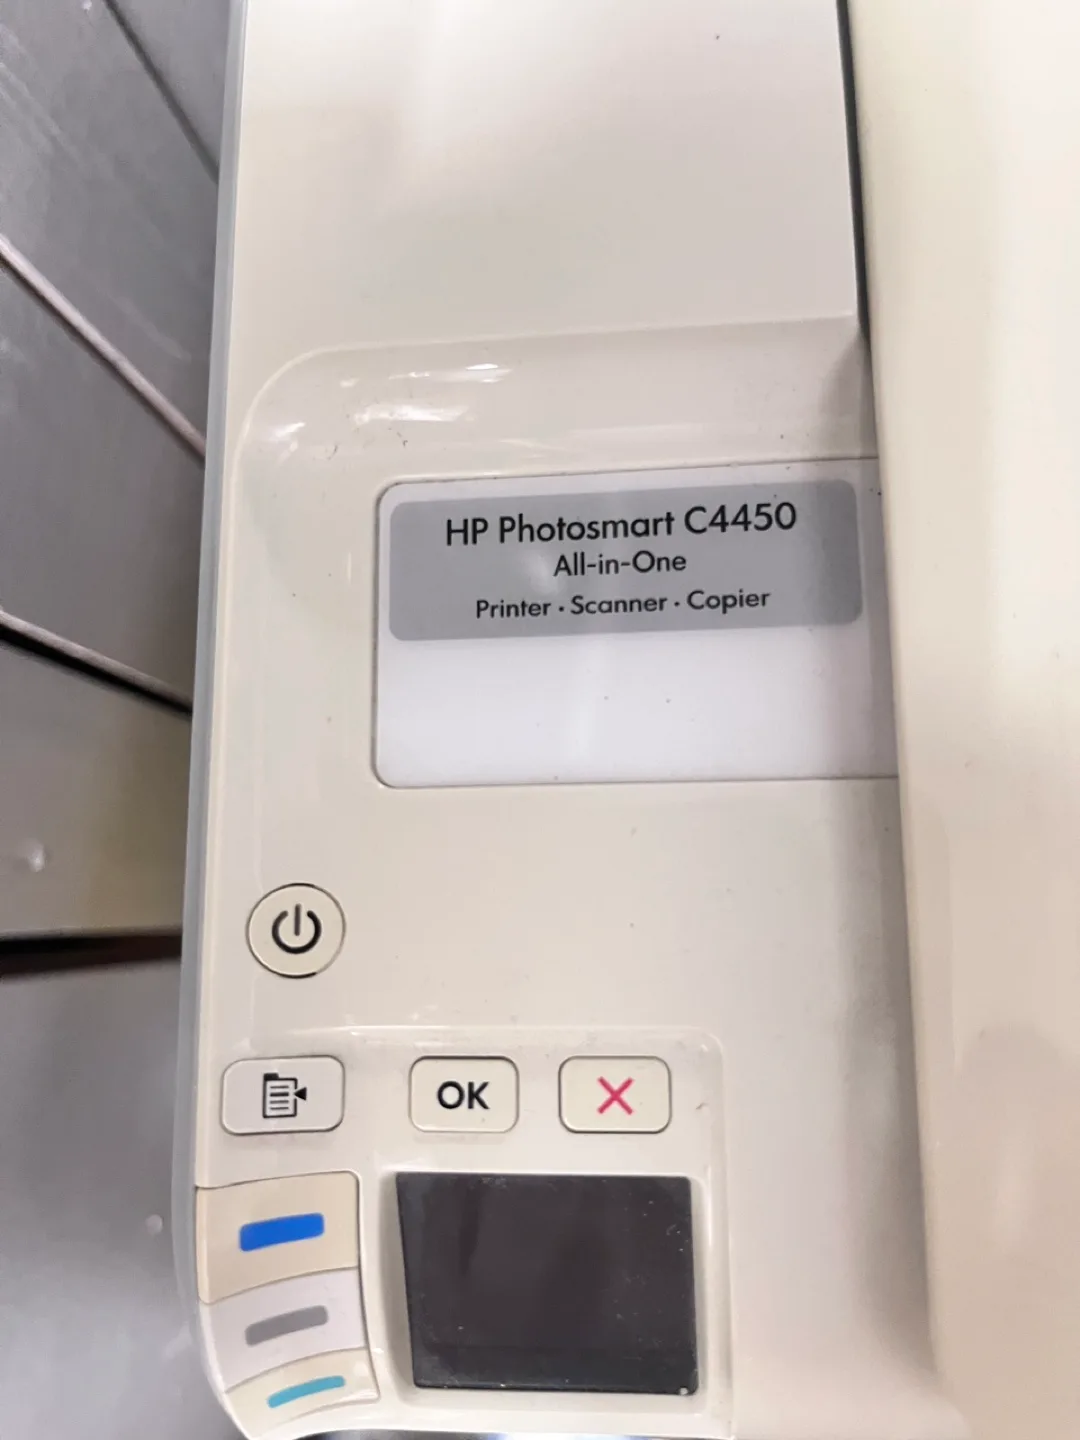 HP Photosmart C4450
All-in-One
Printer · Scanner · Copier
OK